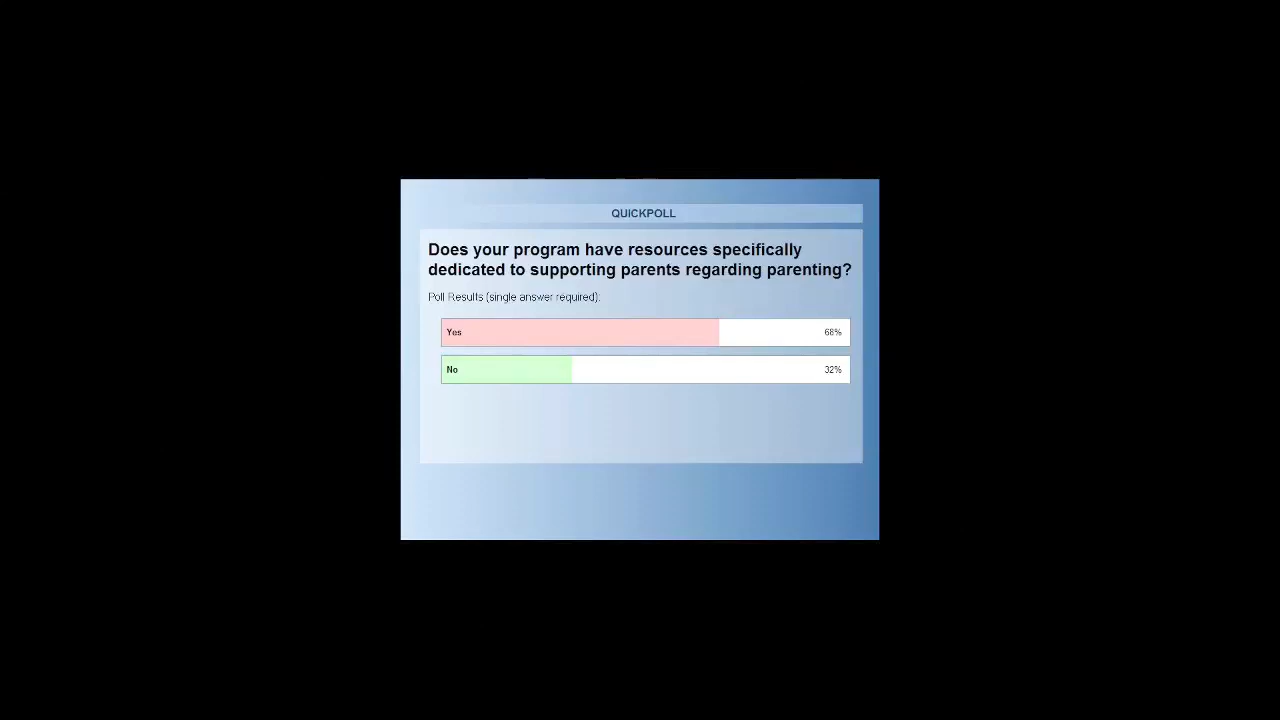 QUICKPOLL
Does your program have resources specifically
dedicated to supporting parents regarding parenting?
Poll Results (single answer required):
Yes 68%
No 32%